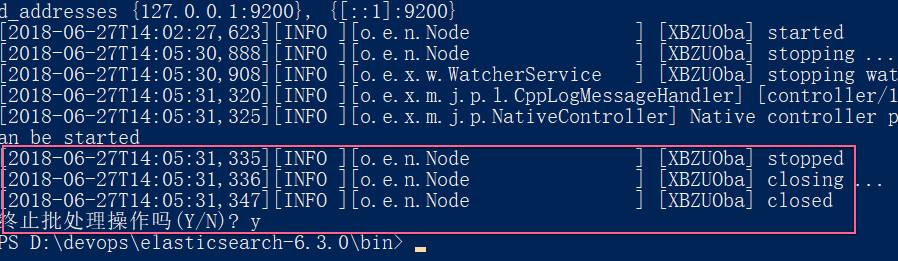 d_addresses {127.0.0.1:9200}, {[::1]:9200}
[2018-06-27T14:02:27,623][INFO ][o.e.n.Node               ] [XBZUOba] started
[2018-06-27T14:05:30,888][INFO ][o.e.n.Node               ] [XBZUOba] stopping ...
[2018-06-27T14:05:30,908][INFO ][o.e.x.w.WatcherService   ] [XBZUOba] stopping wat
[2018-06-27T14:05:31,320][INFO ][o.e.x.m.j.p.l.CppLogMessageHandler] [controller/1
[2018-06-27T14:05:31,325][INFO ][o.e.x.m.j.p.NativeController] Native controller p
an be started
[2018-06-27T14:05:31,335][INFO ][o.e.n.Node               ] [XBZUOba] stopped
[2018-06-27T14:05:31,336][INFO ][o.e.n.Node               ] [XBZUOba] closing ...
[2018-06-27T14:05:31,347][INFO ][o.e.n.Node               ] [XBZUOba] closed
终止批处理操作吗(Y/N)? y
PS D:\devops\elasticsearch-6.3.0\bin>